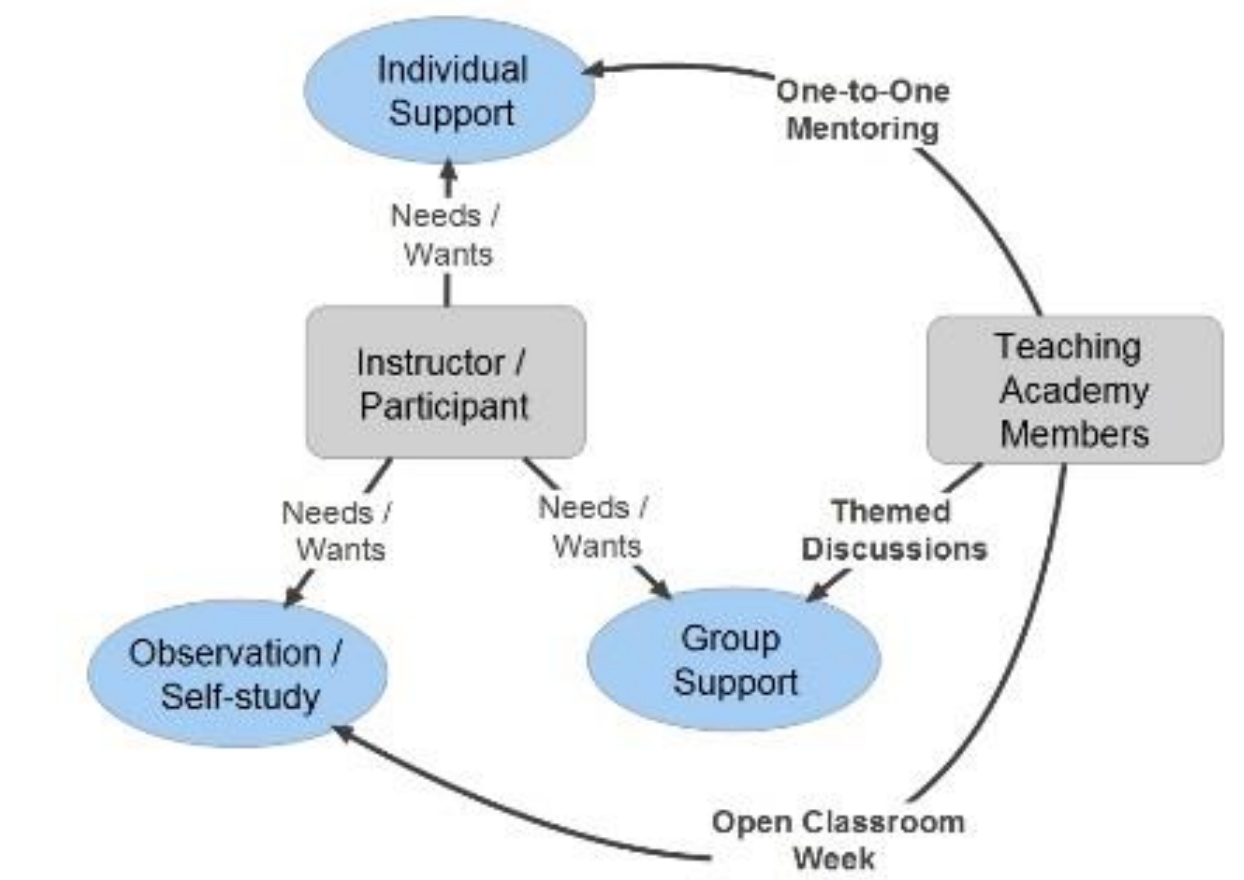 Individual
Support
One-to-One
Mentoring
Needs /
Wants
Instructor /
Participant
Teaching
Academy
Members
Needs /
Wants
Needs /
Wants
Themed
Discussions
Observation /
Self-study
Group
Support
Open Classroom
Week